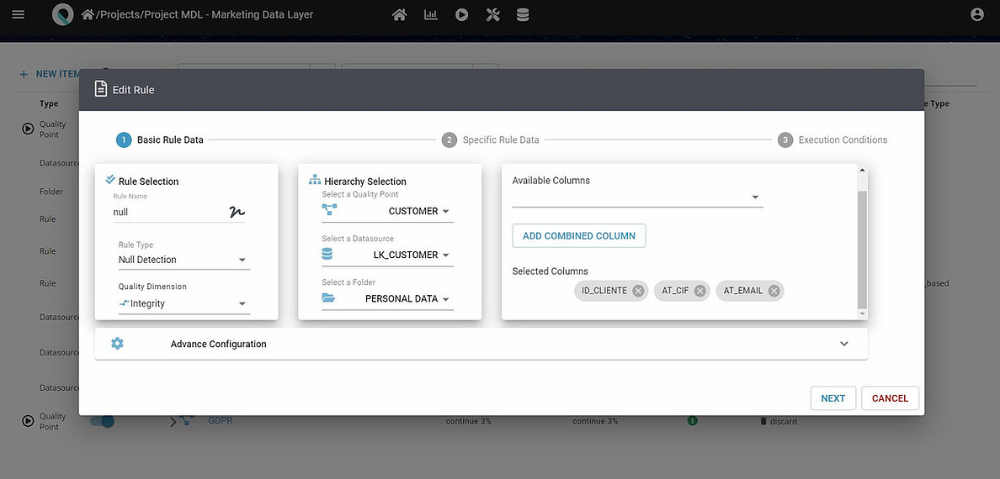 /Projects/Project MDL - Marketing Data Layer
+ NEW ITEM
Edit Rule
Type
e Type
Quality
Point
Datasource
Folder
Rule
Rule
Rule
_based
Datasource
Datasource
Datasource
1 Basic Rule Data
2 Specific Rule Data
3 Execution Conditions
Rule Selection
Rule Name
null
Rule Type
Null Detection
Quality Dimension
Integrity
Hierarchy Selection
Select a Quality Point
CUSTOMER
Select a Datasource
LK_CUSTOMER
Select a Folder
PERSONAL DATA
Available Columns
ADD COMBINED COLUMN
Selected Columns
ID_CLIENTE AT_CIF AT_EMAIL
Advance Configuration
NEXT CANCEL
Quality
Point
GDPR continue 3% continue 3% discard